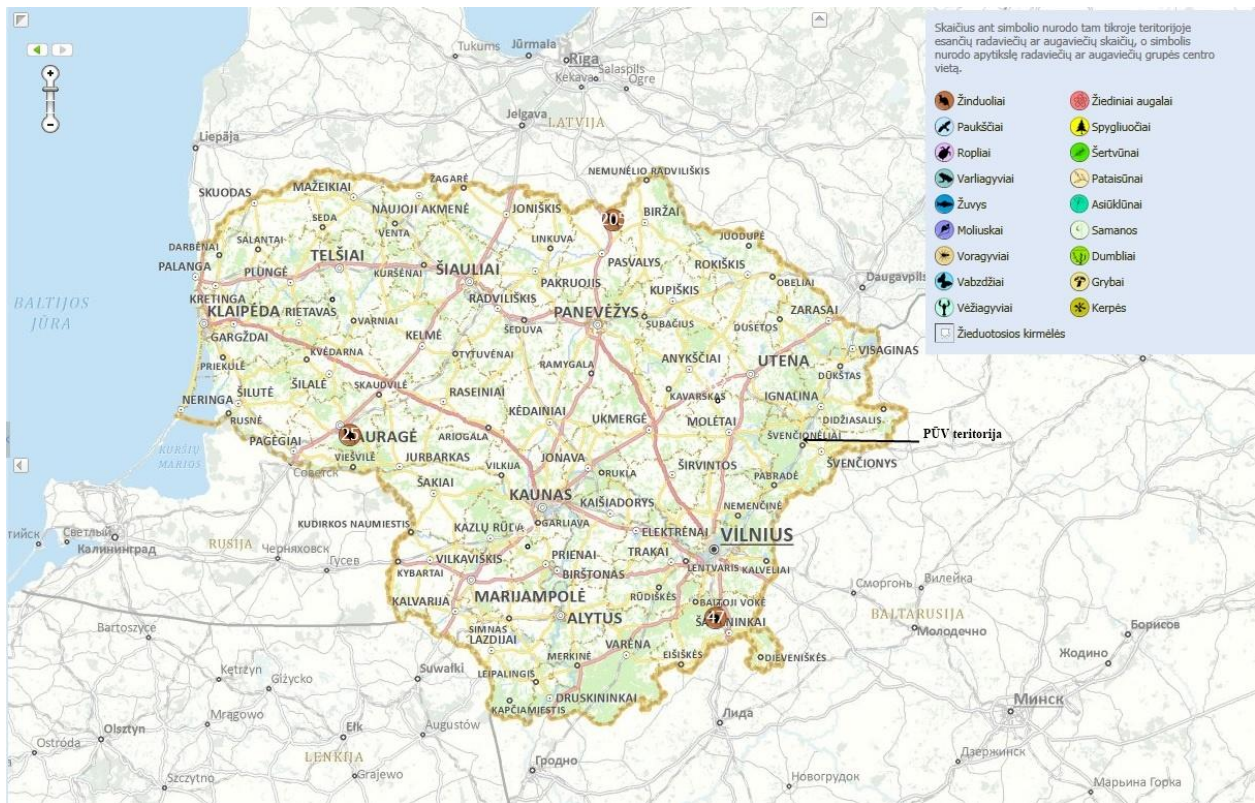 Skaičius ant simbolio nurodo tam tikroje teritorijoje
esančių radaviečių ar augaviečių skaičių, o simbolis
nurodo apytikslę radaviečių ar augaviečių grupės centro
vietą.
Žinduoliai
Žiediniai augalai
Paukščiai
Spygliuočiai
Ropliai
Šertvūnai
Varliagyviai
Pataisūnai
Žuvys
Asiūklūnai
Moliuskai
Samanos
Voragyviai
Dumbliai
Vabzdžiai
Grybai
Vėžiagyviai
Kerpės
Žieduotosios kirmėlės
Tukums
Jūrmala
Rīga
Salaspils
Ķekava
Ogre
Jelgava
LATVIJA
Liepāja
NEMUNĖLIO RADVILIŠKIS
ŽAGARĖ
SKUODAS
MAŽEIKIAI
NAUJOJI AKMENĖ
JONIŠKIS
BIRŽAI
SEDA
VENTA
LINKUVA
JUODUPĖ
DARBĖNAI
SALANTAI
TELŠIAI
PASVALYS
ROKIŠKIS
PALANGA
PLUNGĖ
KURŠĖNAI
ŠIAULIAI
PAKRUOJIS
Daugavpils
KUPIŠKIS
OBELIAI
KRETINGA
RIETAVAS
RADVILIŠKIS
ZARASAI
BALTIJOS
JŪRA
KLAIPĖDA
VARNIAI
ŠEDUVA
PANEVĖŽYS
SUBAČIUS
DUSETOS
GARGŽDAI
KELMĖ
VISAGINAS
KVĖDARNA
TYTUVĖNAI
ANYKŠČIAI
UTENA
PRIEKULĖ
RAMYGALA
DŪKŠTAS
ŠILUTĖ
ŠILALĖ
SKAUDVILĖ
RASEINIAI
KAVARSKAS
IGNALINA
NERINGA
RUSNĖ
KĖDAINIAI
UKMERGĖ
MOLĖTAI
DIDŽIASALIS
25
AURAGĖ
PAGĖGIAI
ARIOGALA
ŠVENČIONĖLIAI
PŪV teritorija
KURŠIŲ
MARIOS
VIEŠVILĖ
JURBARKAS
JONAVA
ŠVENČIONYS
Советск
VILKIJA
RUKLA
ŠIRVINTOS
PABRADĖ
ŠAKIAI
KAUNAS
KAIŠIADORYS
NEMENČINĖ
KUDIRKOS NAUMIESTIS
GARLIAVA
ELEKTRĖNAI
VILNIUS
Светлый
Калининград
RUSIJA
Черняховск
Гусев
VILKAVIŠKIS
PRIENAI
TRAKAI
LENTVARIS
KALVELIAI
KYBARTAI
BIRŠTONAS
Сморгонь
Вилейка
MARIJAMPOLĖ
RŪDIŠKĖS
BALTOJI VOKĖ
KALVARIJA
ALYTUS
47
BALTARUSIJA
Молодечно
Bartoszyce
SIMNAS
LAZDIJAI
VARĖNA
Борисов
Kętrzyn
Giżycko
Suwałki
MERKINĖ
EIŠIŠKĖS
DIEVENIŠKĖS
Жодино
LEIPALINGIS
DRUSKININKAI
KAPČIAMIESTIS
Минск
Mrągowo
Augustów
Лида
Olsztyn
Ełk
Ostróda
LENKIJA
Grajewo
Гродно
Дзержинск
Szczytno
Новогрудок
Марьина Горка